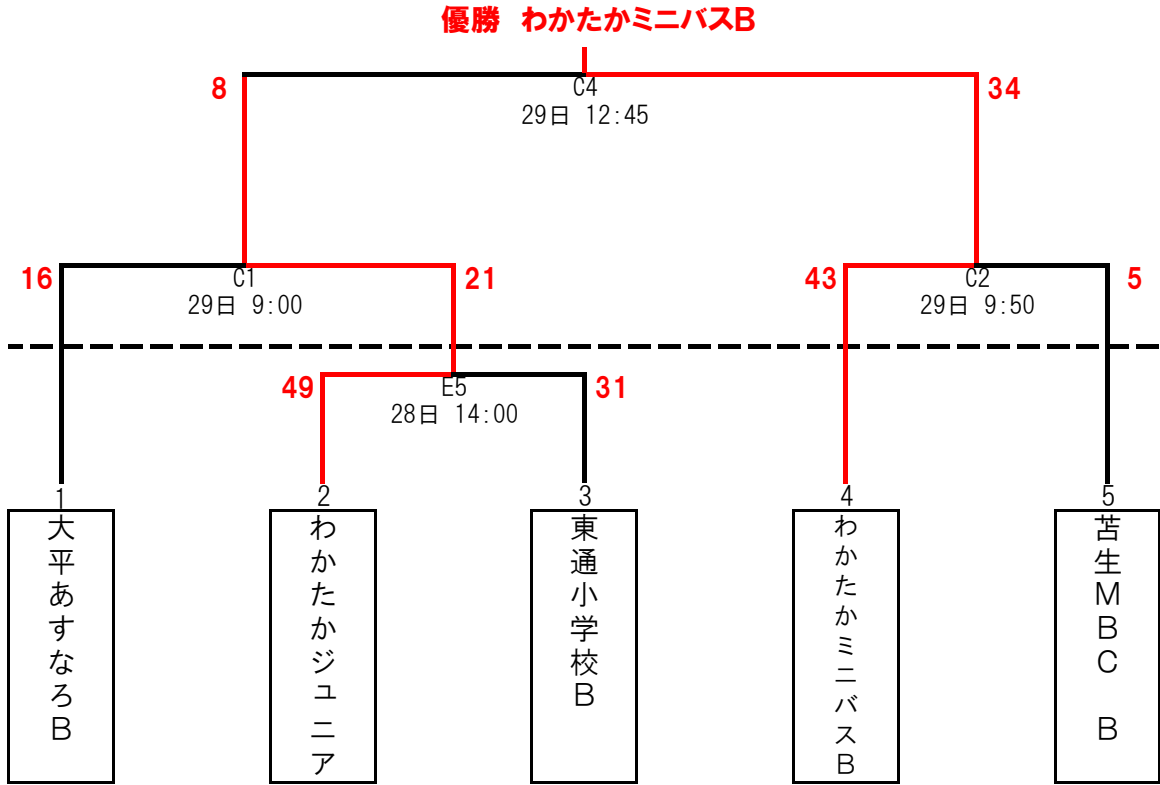 優勝 わかたかミニバスB
8
C4
34
29日 12:45
16
C1
21
43
C2
5
29日 9:00
29日 9:50
49
E5
31
28日 14:00
1
2
3
4
5
大平あすなろB
わかたかジュニア
東通小学校B
わかたかミニバスB
苫生MBC B